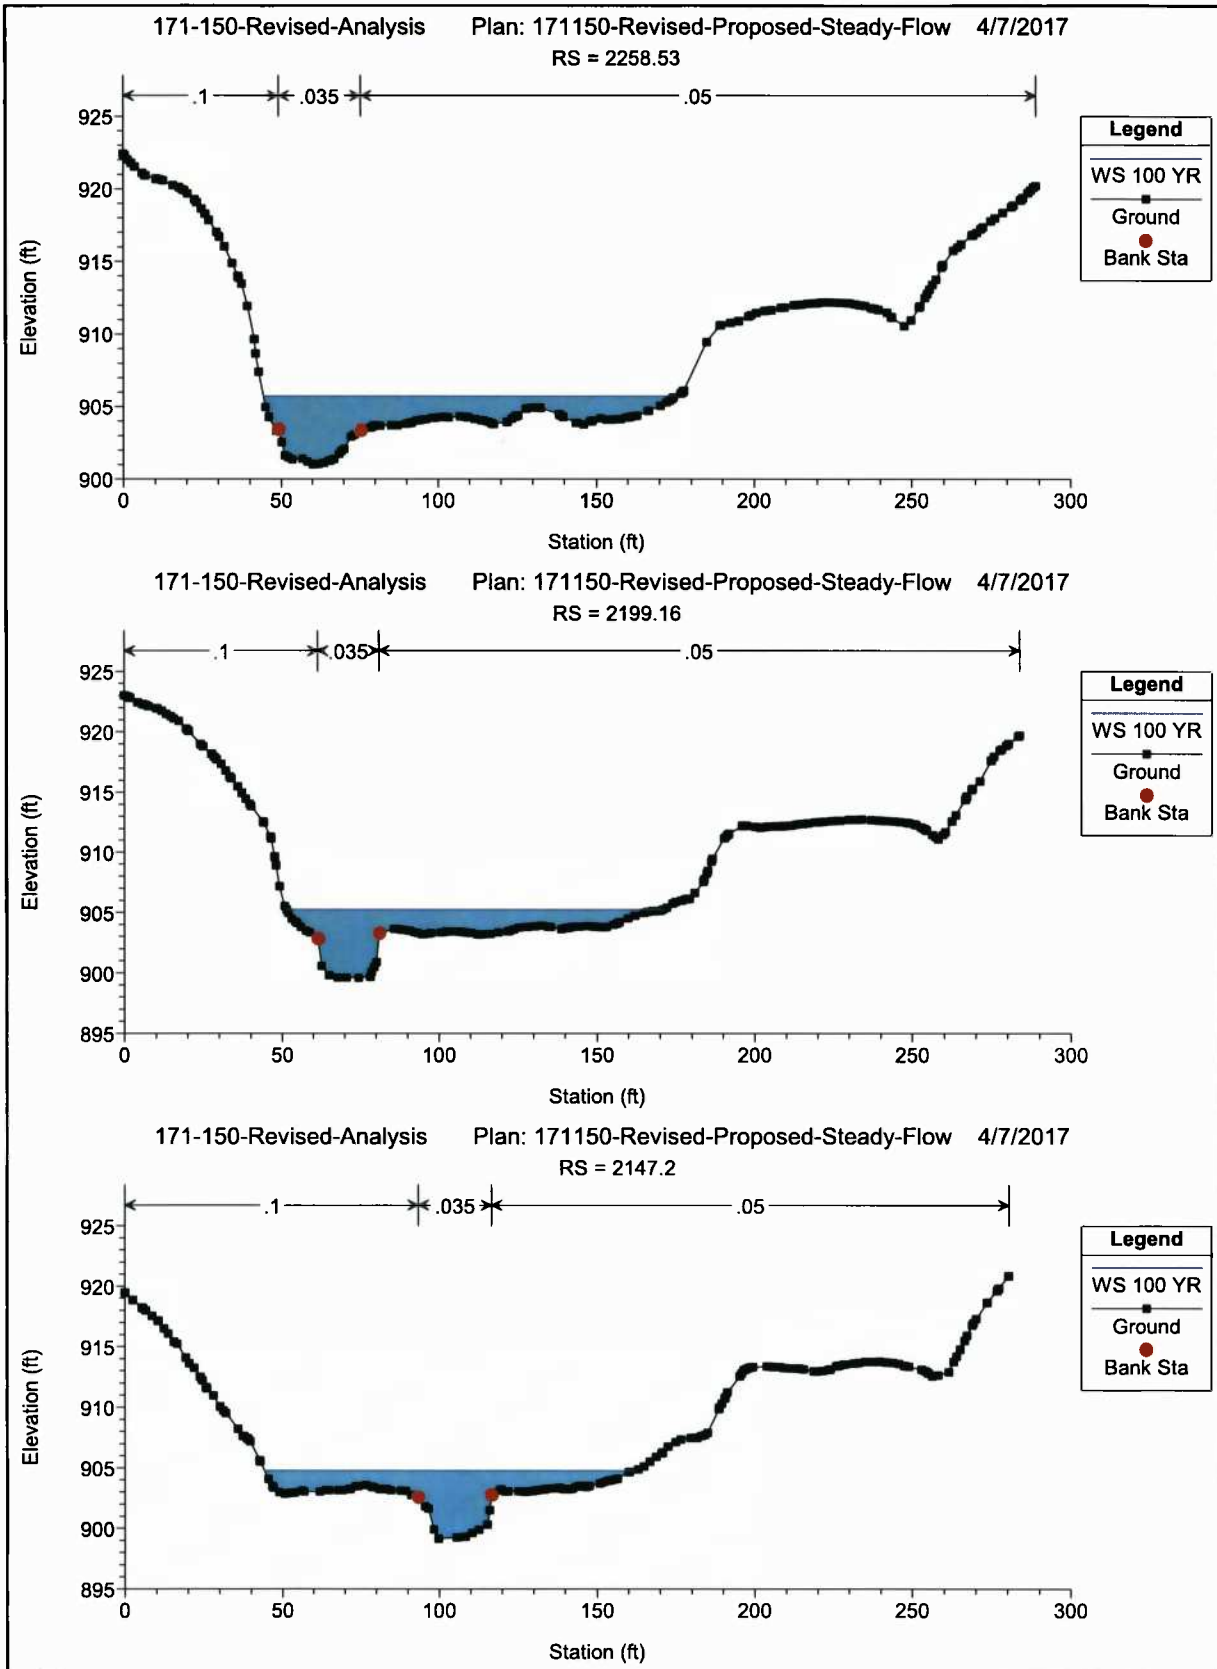 171-150-Revised-Analysis Plan: 171150-Revised-Proposed-Steady-Flow 4/7/2017
RS = 2258.53
.1 .035 .05
925
920
915
910
905
900
Elevation (ft)
0 50 100 150 200 250 300
Station (ft)
Legend
WS 100 YR
Ground
Bank Sta
171-150-Revised-Analysis Plan: 171150-Revised-Proposed-Steady-Flow 4/7/2017
RS = 2199.16
.1 .035 .05
925
920
915
910
905
900
895
Elevation (ft)
0 50 100 150 200 250 300
Station (ft)
Legend
WS 100 YR
Ground
Bank Sta
171-150-Revised-Analysis Plan: 171150-Revised-Proposed-Steady-Flow 4/7/2017
RS = 2147.2
.1 .035 .05
925
920
915
910
905
900
895
Elevation (ft)
0 50 100 150 200 250 300
Station (ft)
Legend
WS 100 YR
Ground
Bank Sta